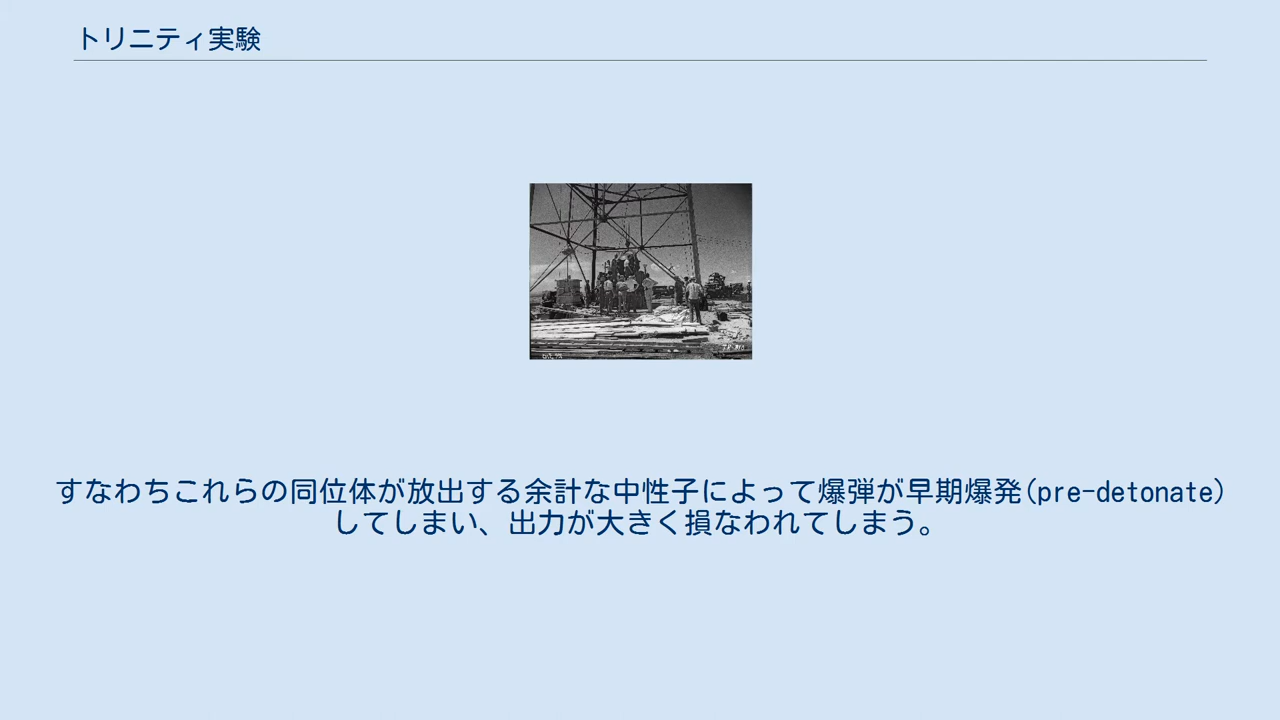 トリニティ実験
すなわちこれらの同位体が放出する余計な中性子によって爆弾が早期爆発(pre-detonate)
してしまい、出力が大きく損なわれてしまう。